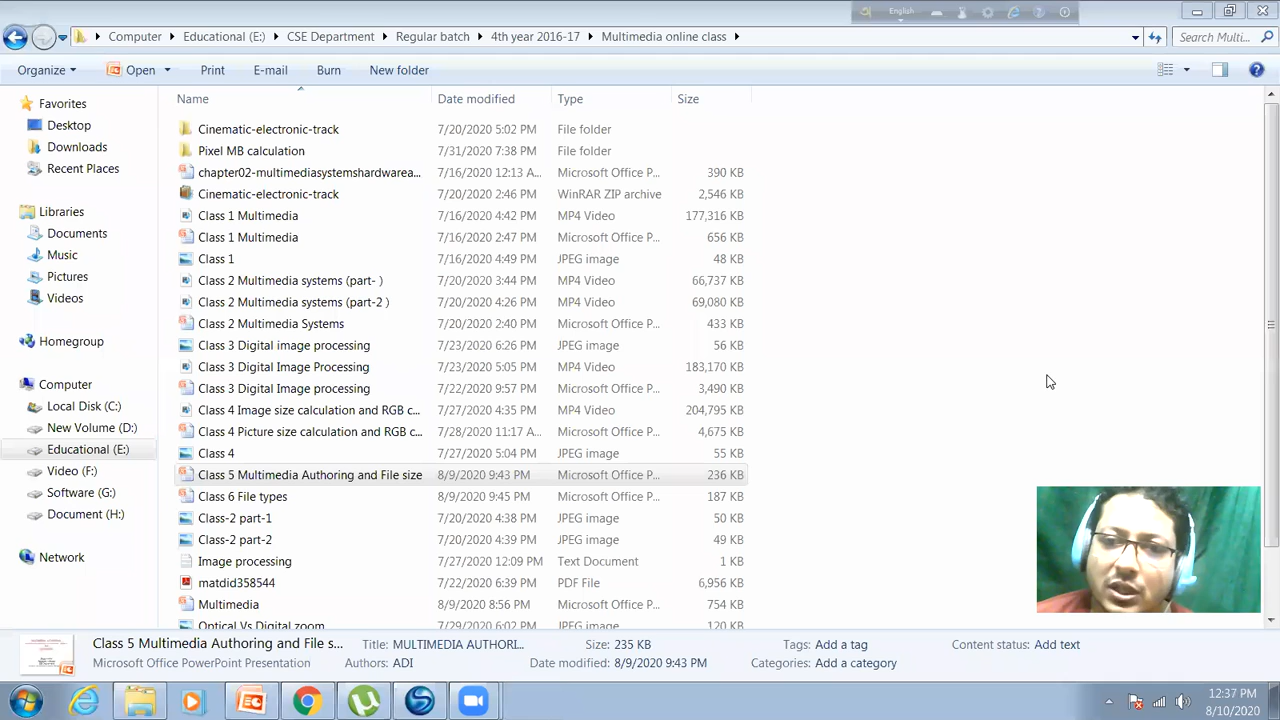 English
Computer Educational (E:) CSE Department Regular batch 4th year 2016-17 Multimedia online class Search Multi...
Organize Open Print E-mail Burn New folder
Name Date modified Type Size
Favorites
Desktop
Downloads
Recent Places
Libraries
Documents
Music
Pictures
Videos
Homegroup
Computer
Local Disk (C:)
New Volume (D:)
Educational (E:)
Video (F:)
Software (G:)
Document (H:)
Network
Cinematic-electronic-track 7/20/2020 5:02 PM File folder
Pixel MB calculation 7/31/2020 7:38 PM File folder
chapter02-multimediasystemshardwarea... 7/16/2020 12:13 A... Microsoft Office P... 390 KB
Cinematic-electronic-track 7/20/2020 2:46 PM WinRAR ZIP archive 2,546 KB
Class 1 Multimedia 7/16/2020 4:42 PM MP4 Video 177,316 KB
Class 1 Multimedia 7/16/2020 2:47 PM Microsoft Office P... 656 KB
Class 1 7/16/2020 4:49 PM JPEG image 48 KB
Class 2 Multimedia systems (part- ) 7/20/2020 3:44 PM MP4 Video 66,737 KB
Class 2 Multimedia systems (part-2 ) 7/20/2020 4:26 PM MP4 Video 69,080 KB
Class 2 Multimedia Systems 7/20/2020 2:40 PM Microsoft Office P... 433 KB
Class 3 Digital image processing 7/23/2020 6:26 PM JPEG image 56 KB
Class 3 Digital Image Processing 7/23/2020 5:05 PM MP4 Video 183,170 KB
Class 3 Digital Image processing 7/22/2020 9:57 PM Microsoft Office P... 3,490 KB
Class 4 Image size calculation and RGB c... 7/27/2020 4:35 PM MP4 Video 204,795 KB
Class 4 Picture size calculation and RGB c... 7/28/2020 11:17 A... Microsoft Office P... 4,675 KB
Class 4 7/27/2020 5:04 PM JPEG image 55 KB
Class 5 Multimedia Authoring and File size 8/9/2020 9:43 PM Microsoft Office P... 236 KB
Class 6 File types 8/9/2020 9:45 PM Microsoft Office P... 187 KB
Class-2 part-1 7/20/2020 4:38 PM JPEG image 50 KB
Class-2 part-2 7/20/2020 4:39 PM JPEG image 49 KB
Image processing 7/27/2020 12:09 PM Text Document 1 KB
matdid358544 7/22/2020 6:39 PM PDF File 6,956 KB
Multimedia 8/9/2020 8:56 PM Microsoft Office P... 754 KB
Optical Vs Digital zoom 7/29/2020 6:02 PM JPEG image 120 KB
Class 5 Multimedia Authoring and File s... Title: MULTIMEDIA AUTHORI... Size: 235 KB Tags: Add a tag Content status: Add text
Microsoft Office PowerPoint Presentation Authors: ADI Date modified: 8/9/2020 9:43 PM Categories: Add a category
12:37 PM
8/10/2020